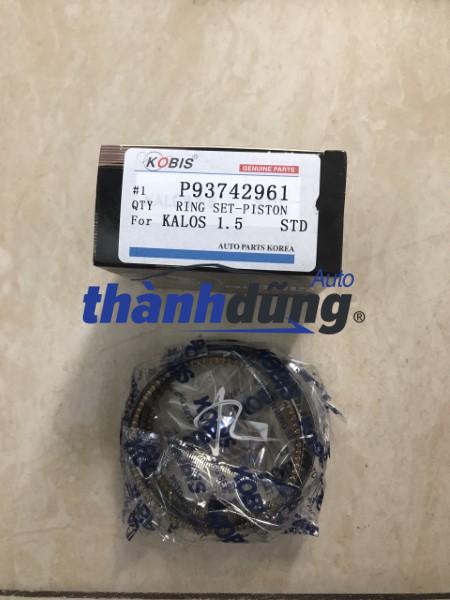 KOBIS®
GENUINE PARTS
#1 P93742961
QTY RING SET-PISTON
For KALOS 1.5 STD
AUTO PARTS KOREA
Auto
thànhdũng®
KOBIS
KOBIS